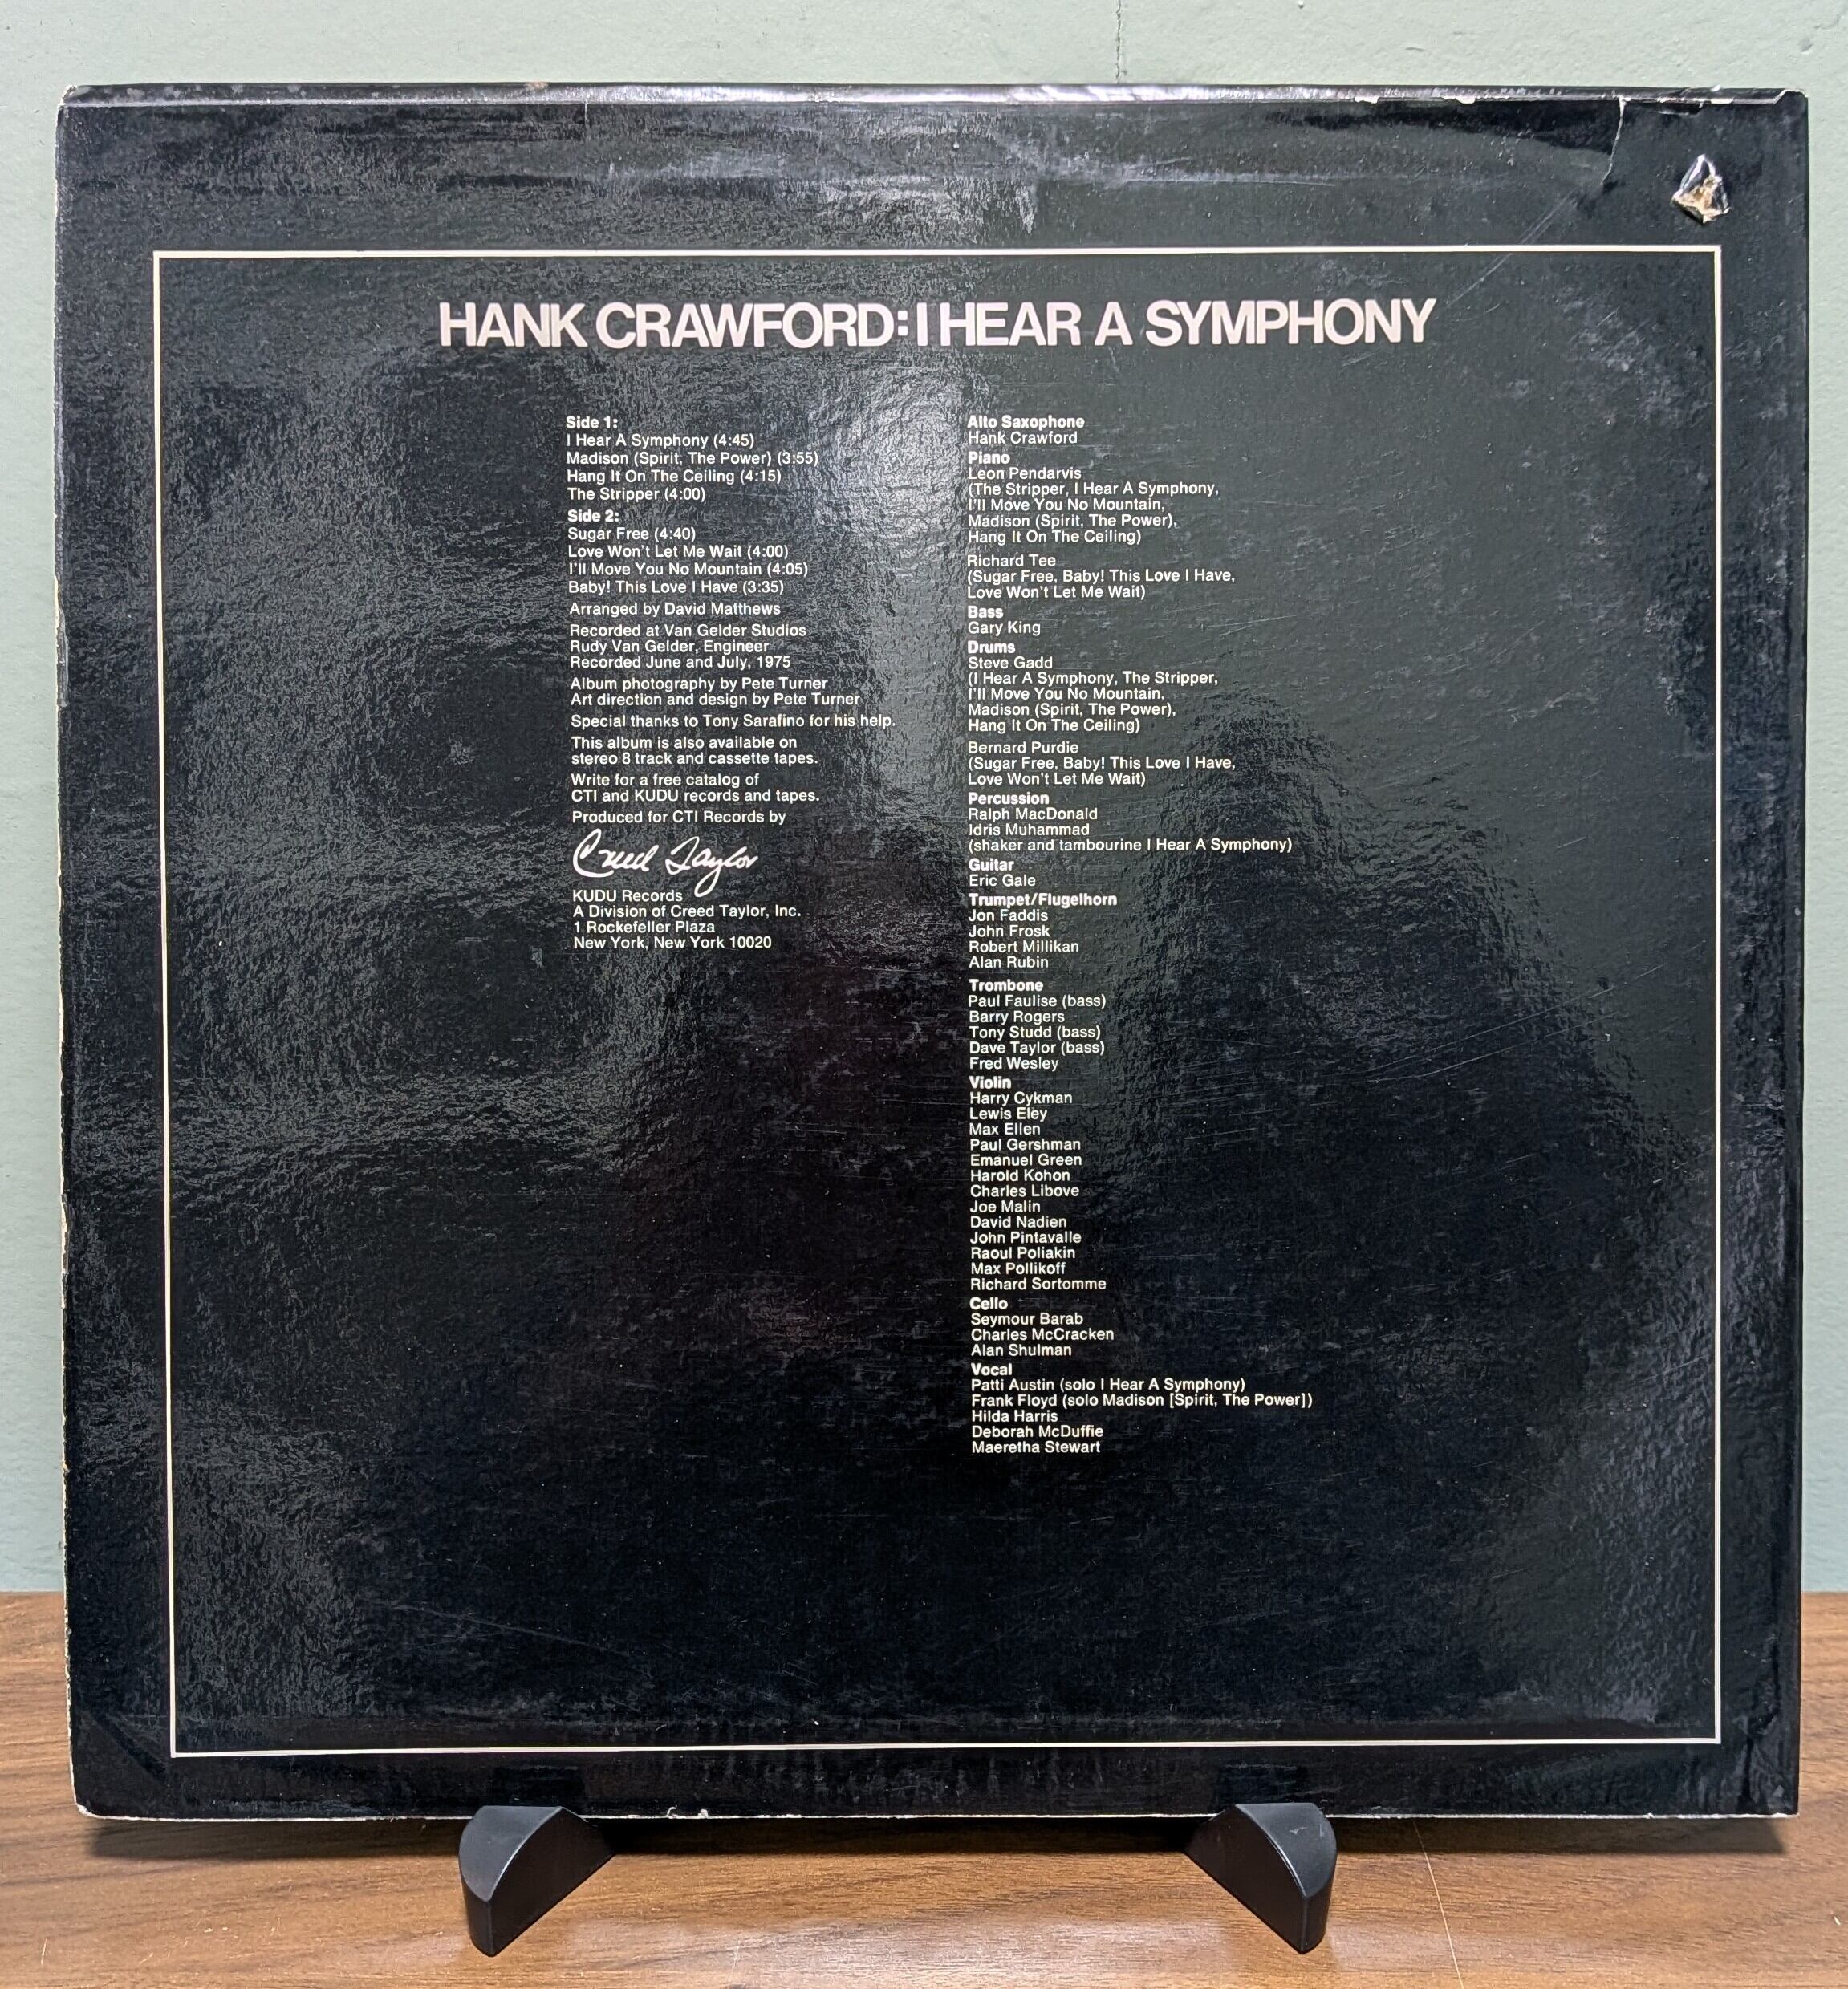 HANK CRAWFORD: I HEAR A SYMPHONY
Side 1:
I Hear A Symphony (4:45)
Madison (Spirit, The Power) (3:55)
Hang It On The Ceiling (4:15)
The Stripper (4:00)
Side 2:
Sugar Free (4:40)
Love Won't Let Me Wait (4:00)
I'll Move You No Mountain (4:05)
Baby! This Love I Have (3:35)
Arranged by David Matthews
Recorded at Van Gelder Studios
Rudy Van Gelder, Engineer
Recorded June and July, 1975
Album photography by Pete Turner
Art direction and design by Pete Turner
Special thanks to Tony Sarafino for his help.
This album is also available on
stereo 8 track and cassette tapes.
Write for a free catalog of
CTI and KUDU records and tapes.
Produced for CTI Records by
Creed Taylor
KUDU Records
A Division of Creed Taylor, Inc.
1 Rockefeller Plaza
New York, New York 10020
Alto Saxophone
Hank Crawford
Piano
Leon Pendarvis
(The Stripper, I Hear A Symphony,
I'll Move You No Mountain,
Madison (Spirit, The Power),
Hang It On The Ceiling)
Richard Tee
(Sugar Free, Baby! This Love I Have,
Love Won't Let Me Wait)
Bass
Gary King
Drums
Steve Gadd
(I Hear A Symphony, The Stripper,
I'll Move You No Mountain,
Madison (Spirit, The Power),
Hang It On The Ceiling)
Bernard Purdie
(Sugar Free, Baby! This Love I Have,
Love Won't Let Me Wait)
Percussion
Ralph MacDonald
Idris Muhammad
(shaker and tambourine I Hear A Symphony)
Guitar
Eric Gale
Trumpet/Flugelhorn
Jon Faddis
John Frosk
Robert Millikan
Alan Rubin
Trombone
Paul Faulise (bass)
Barry Rogers
Tony Studd (bass)
Dave Taylor (bass)
Fred Wesley
Violin
Harry Cykman
Lewis Eley
Max Ellen
Paul Gershman
Emanuel Green
Harold Kohon
Charles Libove
Joe Malin
David Nadien
John Pintavalle
Raoul Poliakin
Max Pollikoff
Richard Sortomme
Cello
Seymour Barab
Charles McCracken
Alan Shulman
Vocal
Patti Austin (solo I Hear A Symphony)
Frank Floyd (solo Madison [Spirit, The Power])
Hilda Harris
Deborah McDuffie
Maeretha Stewart